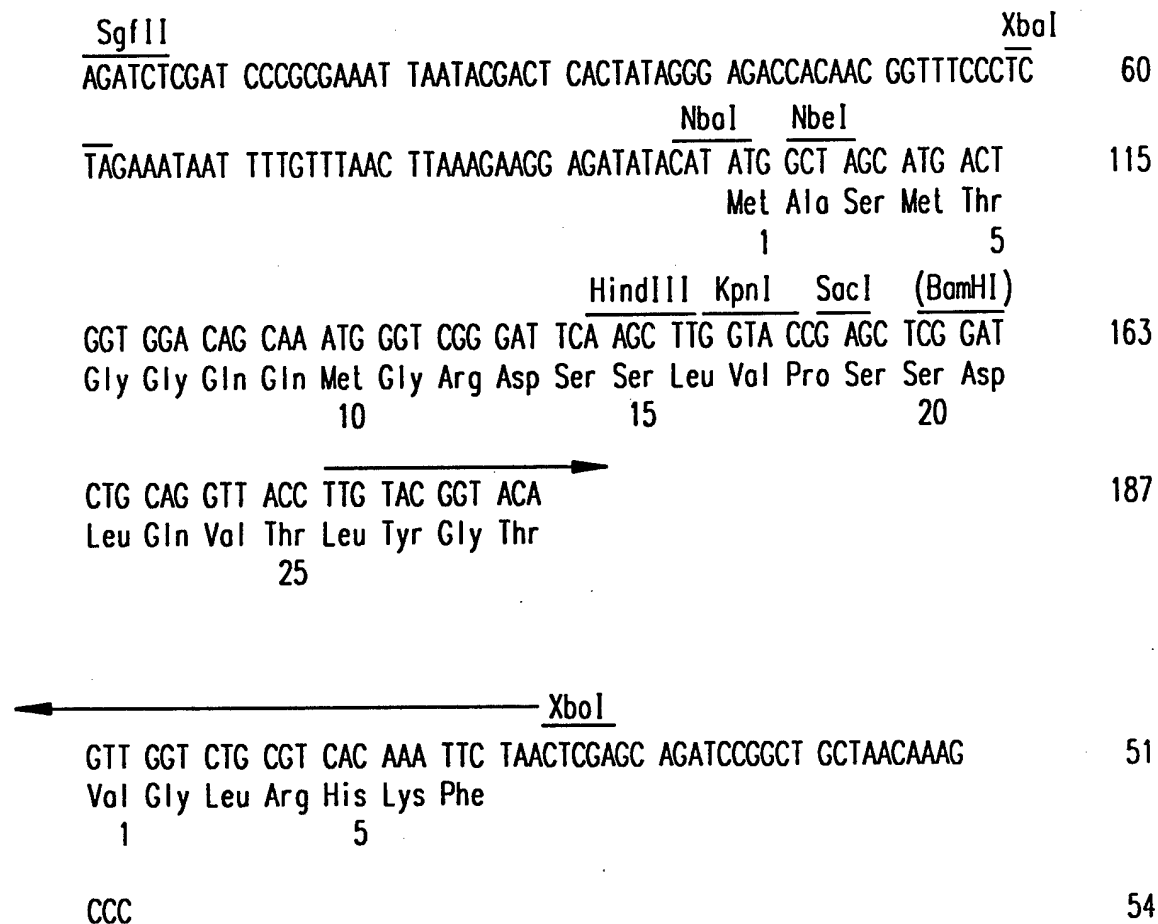 SgfII XbaI
AGATCTCGAT CCCGCGAAAT TAATACGACT CACTATAGGG AGACCACAAC GGTTTCCCTC 60
NbaI NbeI
TAGAAATAAT TTTGTTTAAC TTAAAGAAGG AGATATACAT ATG GCT AGC ATG ACT 115
Met Ala Ser Met Thr
1 5
HindIII KpnI SacI (BamHI)
GGT GGA CAG CAA ATG GGT CGG GAT TCA AGC TTG GTA CCG AGC TCG GAT 163
Gly Gly Gln Gln Met Gly Arg Asp Ser Ser Leu Val Pro Ser Ser Asp
10 15 20
CTG CAG GTT ACC TTG TAC GGT ACA 187
Leu Gln Val Thr Leu Tyr Gly Thr
25
XboI
GTT GGT CTG CGT CAC AAA TTC TAACTCGAGC AGATCCGGCT GCTAACAAAG 51
Val Gly Leu Arg His Lys Phe
1 5
CCC 54